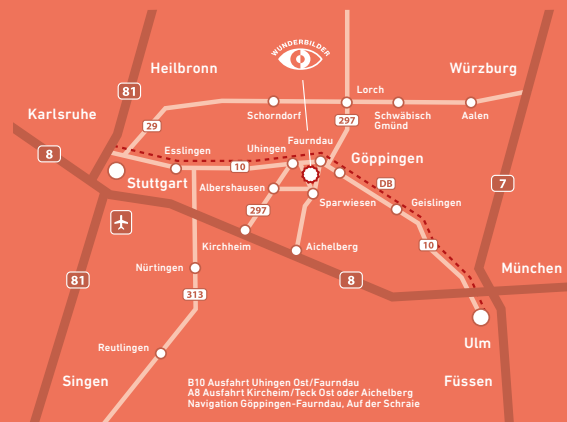 WUNDERBILDER
Heilbronn
Würzburg
81
Lorch
Karlsruhe
Schorndorf
297
Schwäbisch
Gmünd
Aalen
29
Faurndau
8
Esslingen
Uhingen
Göppingen
10
Stuttgart
Albershausen
DB
7
Sparwiesen
Geislingen
297
Kirchheim
Aichelberg
10
Nürtingen
München
81
8
313
Ulm
Reutlingen
Singen
Füssen
B10 Ausfahrt Uhingen Ost/Faurndau
A8 Ausfahrt Kircheim/Teck Ost oder Aichelberg
Navigation Göppingen-Faurndau, Auf der Schraie